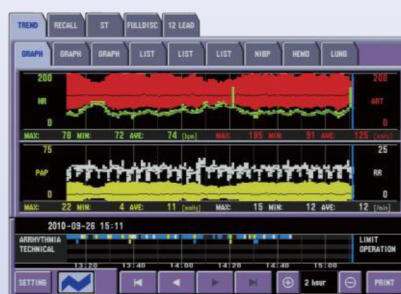 TREND RECALL ST FULLDISC 12 LEAD
GRAPH GRAPH GRAPH LIST LIST LIST NIBP HEMO LUNG
200 200
HR ART
0 0
MAX: 78 MIN: 72 AVE: 74 [bpm] MAX: 185 MIN: 91 AVE: 125 [mmHg]
75 25
PAP RR
0 0
MAX: 22 MIN: 4 AVE: 11 [mmHg] MAX: 15 MIN: 12 AVE: 12 [/min]
2010-09-26 15:11
ARRHYTHMIA LIMIT
TECHNICAL OPERATION
13:20 13:40 14:00 14:20 14:40 15:00
SETTING 2 hour PRINT